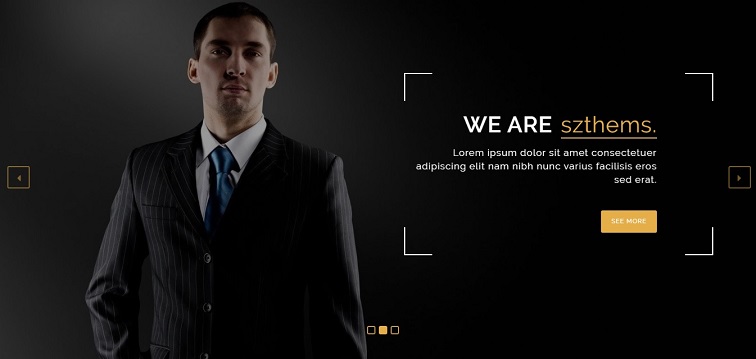 WE ARE szthems.
Lorem ipsum dolor sit amet consectetuer
adipiscing elit nam nibh nunc varius facilisis eros
sed erat.
SEE MORE